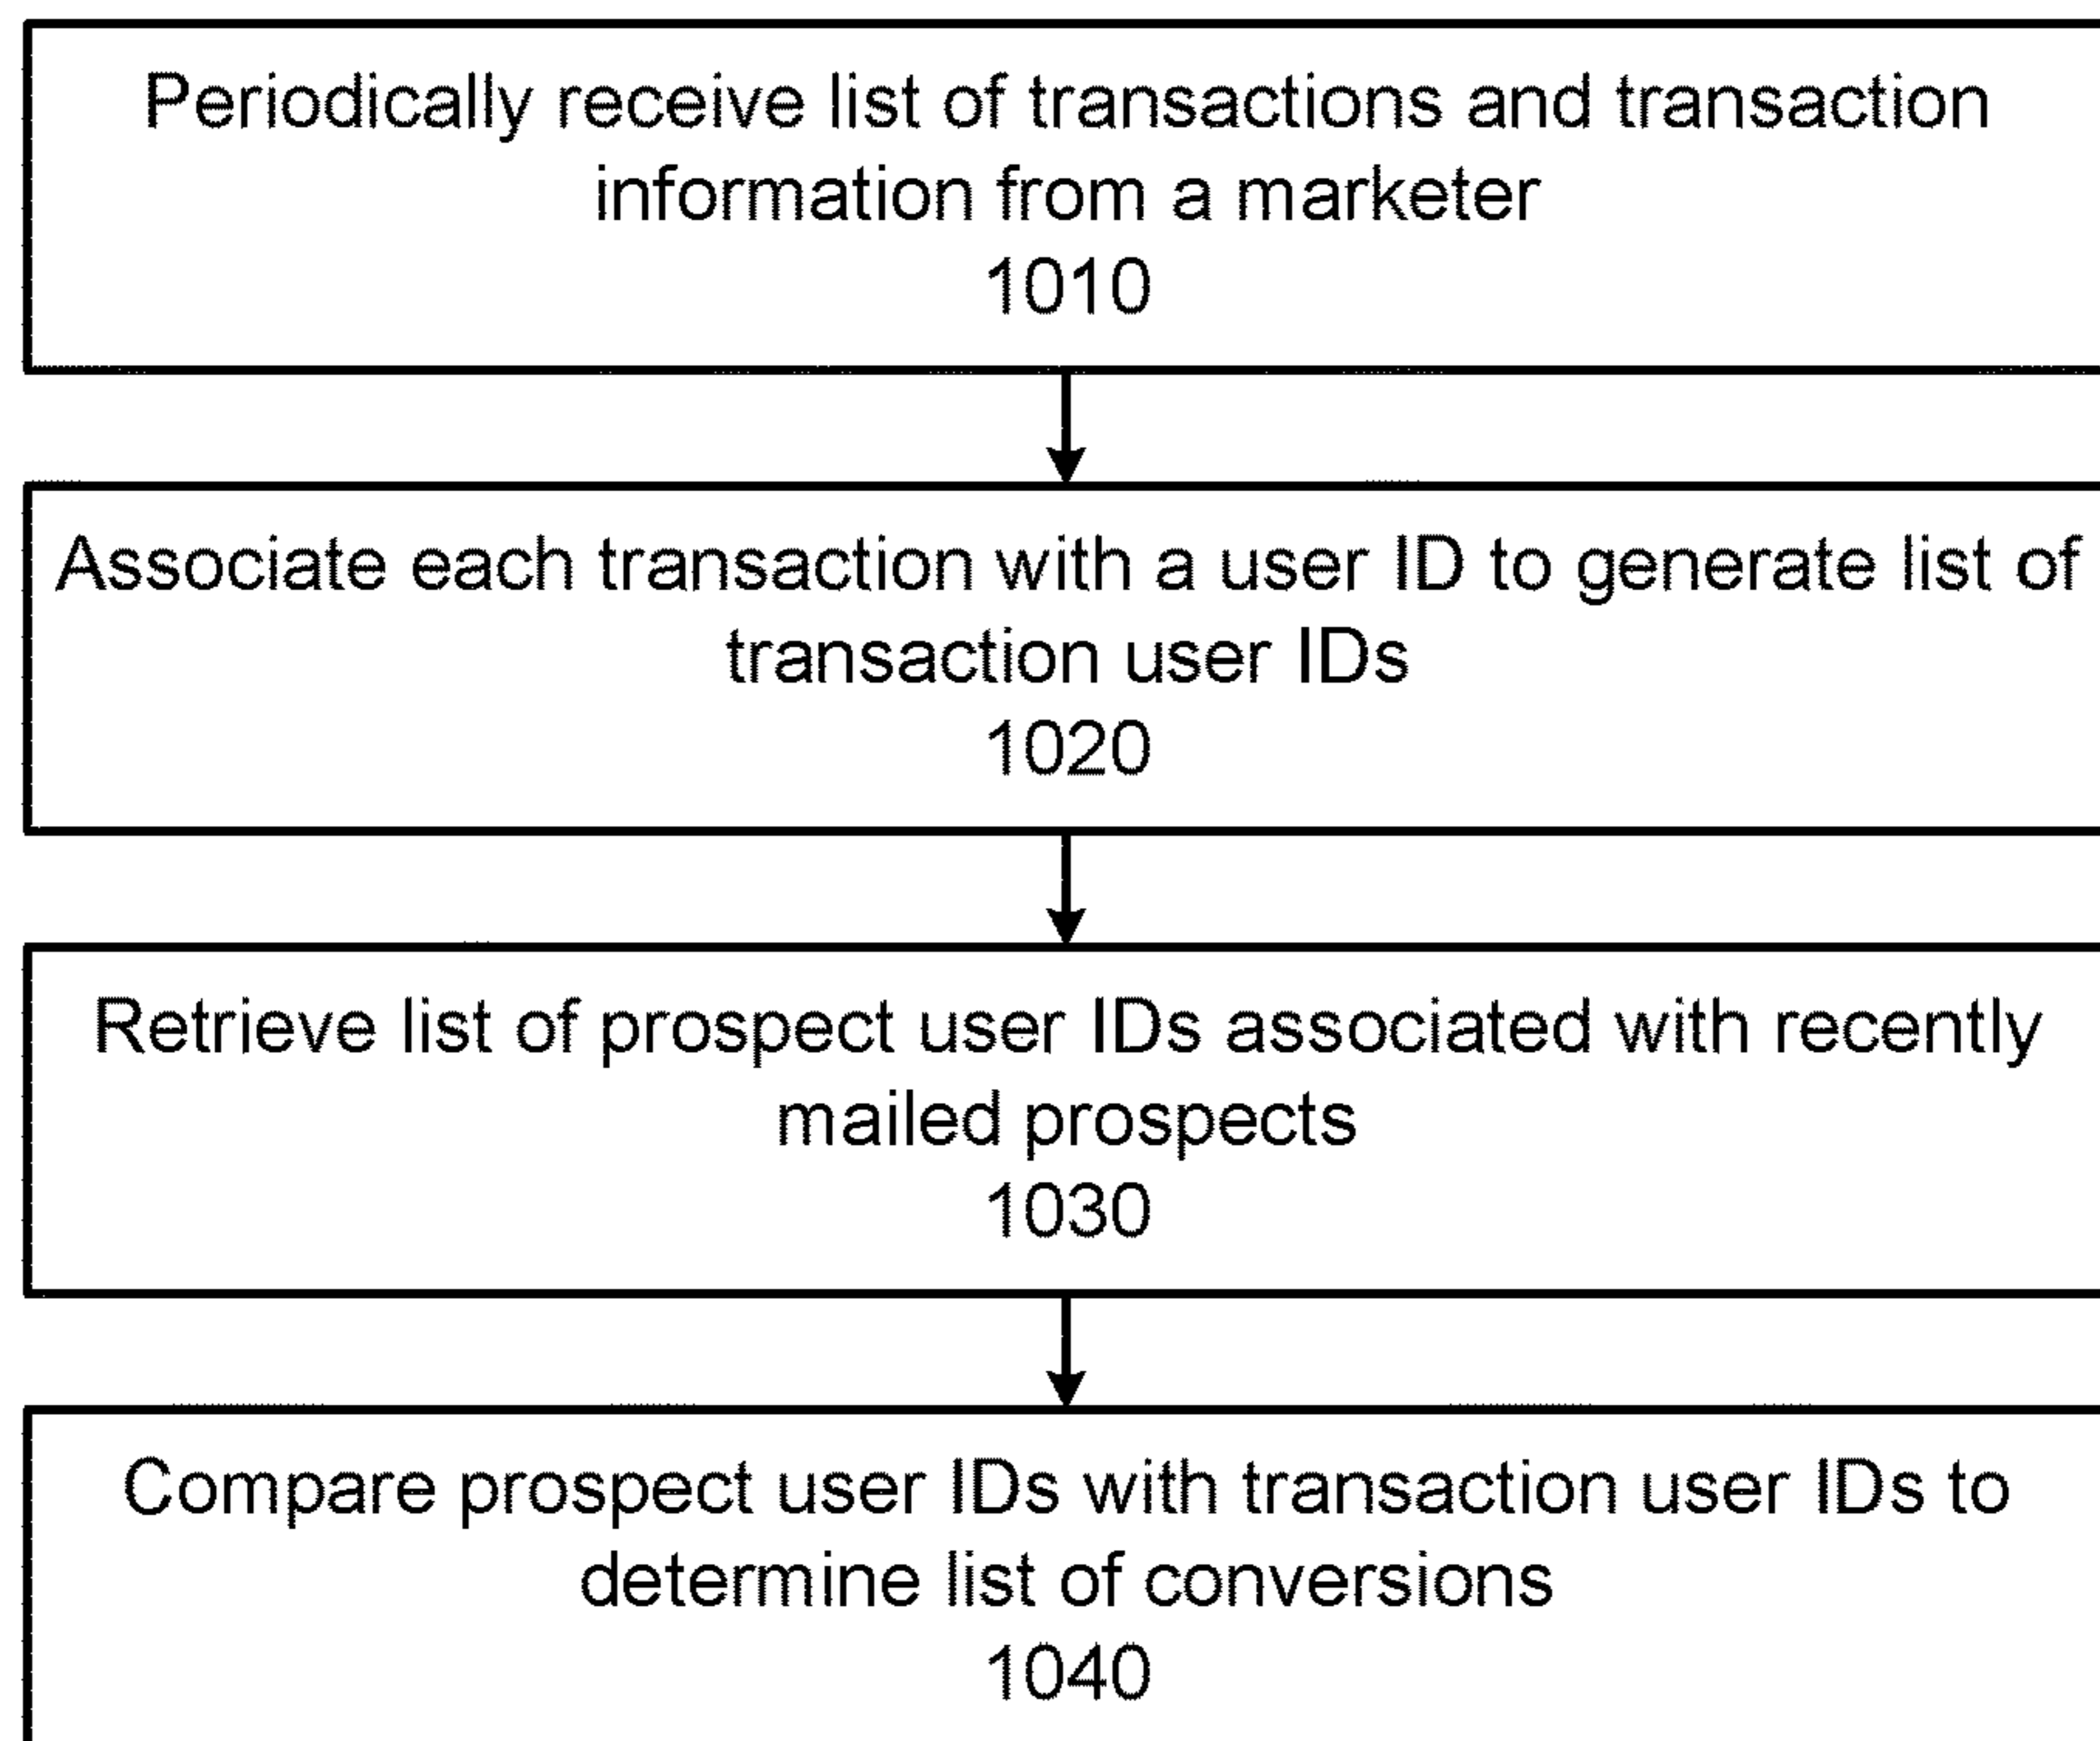 Periodically receive list of transactions and transaction
information from a marketer
1010
Associate each transaction with a user ID to generate list of
transaction user IDs
1020
Retrieve list of prospect user IDs associated with recently
mailed prospects
1030
Compare prospect user IDs with transaction user IDs to
determine list of conversions
1040